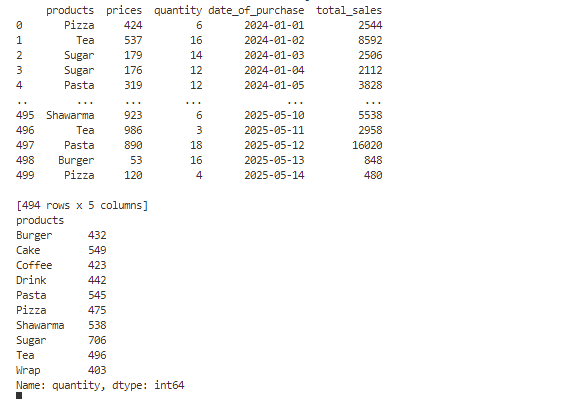 products prices quantity date_of_purchase total_sales
0 Pizza 424 6 2024-01-01 2544
1 Tea 537 16 2024-01-02 8592
2 Sugar 179 14 2024-01-03 2506
3 Sugar 176 12 2024-01-04 2112
4 Pasta 319 12 2024-01-05 3828
.. ... ... ... ... ...
495 Shawarma 923 6 2025-05-10 5538
496 Tea 986 3 2025-05-11 2958
497 Pasta 890 18 2025-05-12 16020
498 Burger 53 16 2025-05-13 848
499 Pizza 120 4 2025-05-14 480
[494 rows x 5 columns]
products
Burger 432
Cake 549
Coffee 423
Drink 442
Pasta 545
Pizza 475
Shawarma 538
Sugar 706
Tea 496
Wrap 403
Name: quantity, dtype: int64